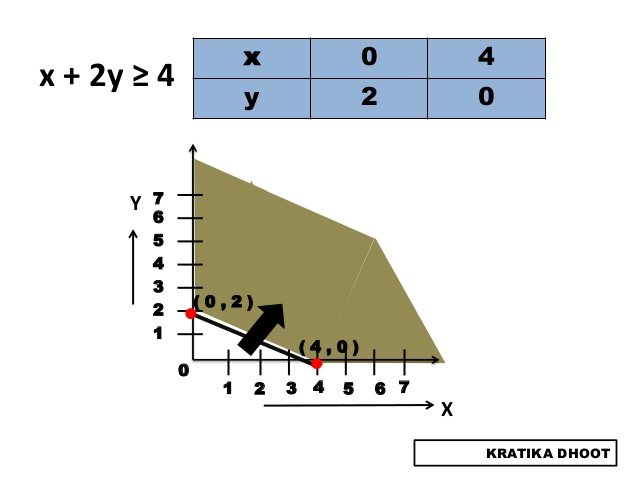 x + 2y ≥ 4
x 0 4
y 2 0
Y
7
6
5
4
3
2
1
0
(0,2)
(4,0)
1 2 3 4 5 6 7
X
KRATIKA DHOOT